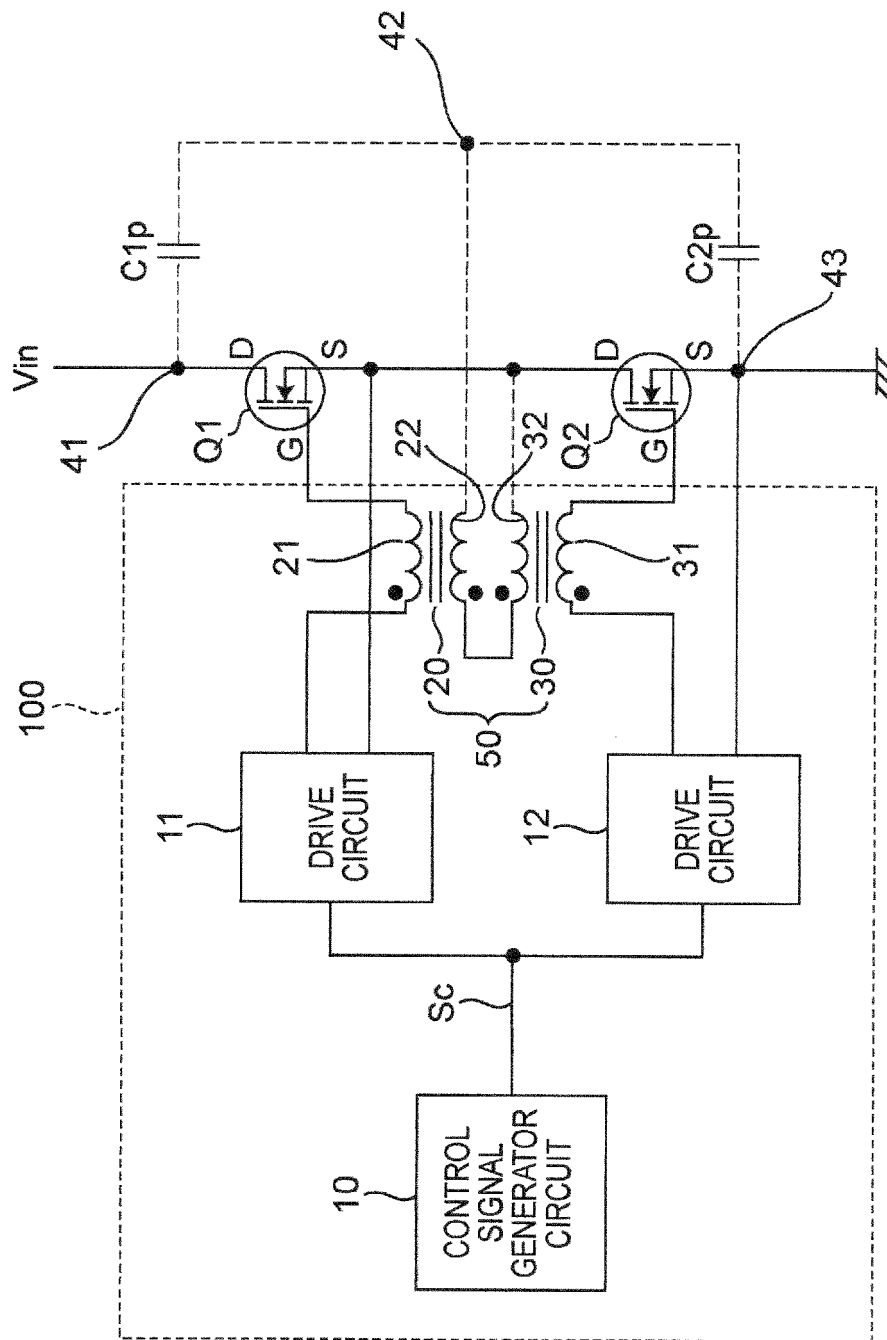 100
10
CONTROL
SIGNAL
GENERATOR
CIRCUIT
Sc
11
DRIVE
CIRCUIT
12
DRIVE
CIRCUIT
50
20
30
21
22
32
31
Vin
41
D
Q1
G
S
D
Q2
G
S
C1p
C2p
42
43